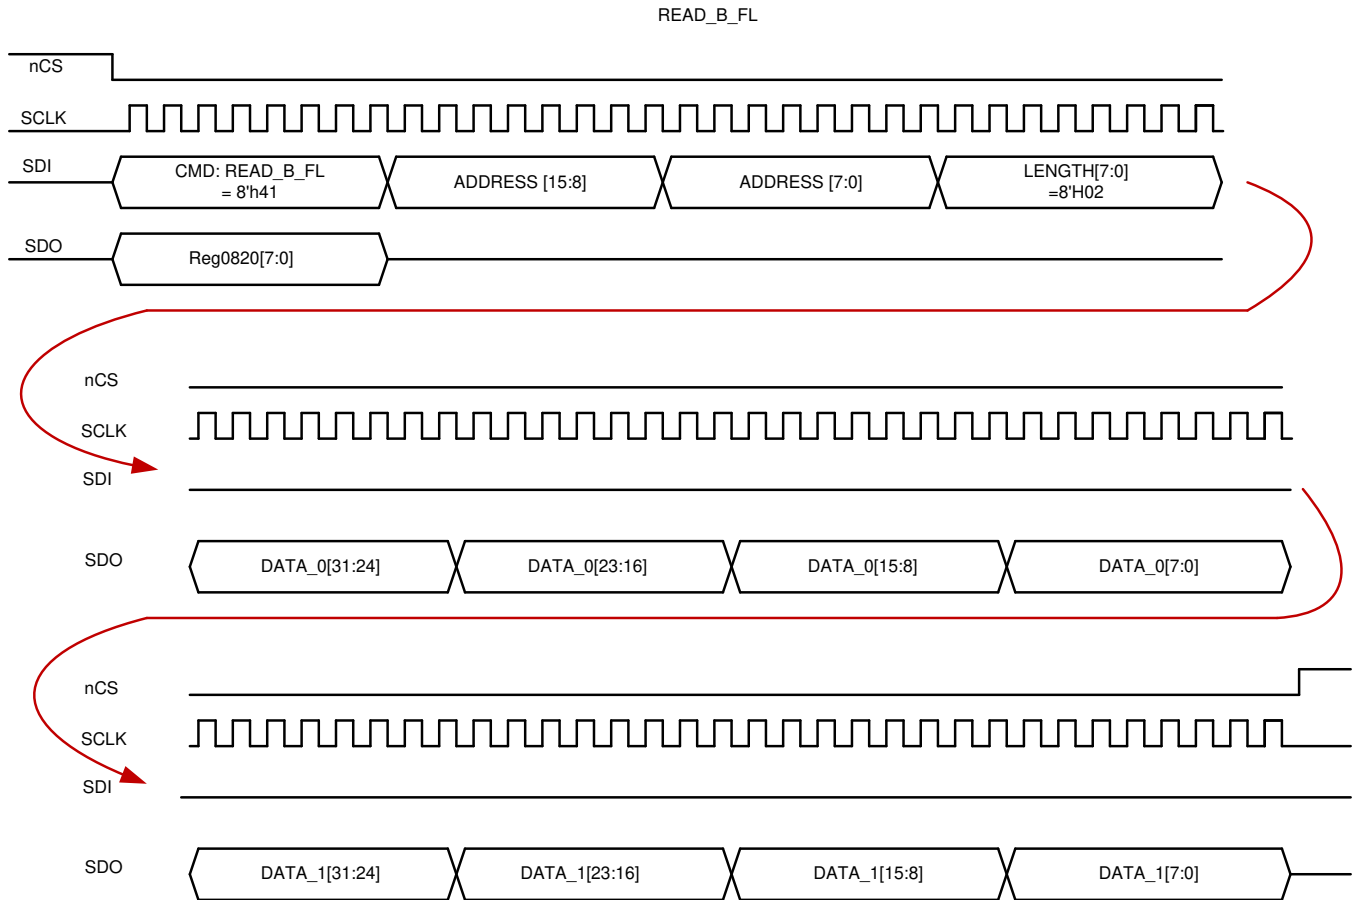 READ_B_FL
nCS
SCLK
SDI
CMD: READ_B_FL
= 8'h41
ADDRESS [15:8]
ADDRESS [7:0]
LENGTH[7:0]
=8'H02
SDO
Reg0820[7:0]
nCS
SCLK
SDI
SDO
DATA_0[31:24]
DATA_0[23:16]
DATA_0[15:8]
DATA_0[7:0]
nCS
SCLK
SDI
SDO
DATA_1[31:24]
DATA_1[23:16]
DATA_1[15:8]
DATA_1[7:0]